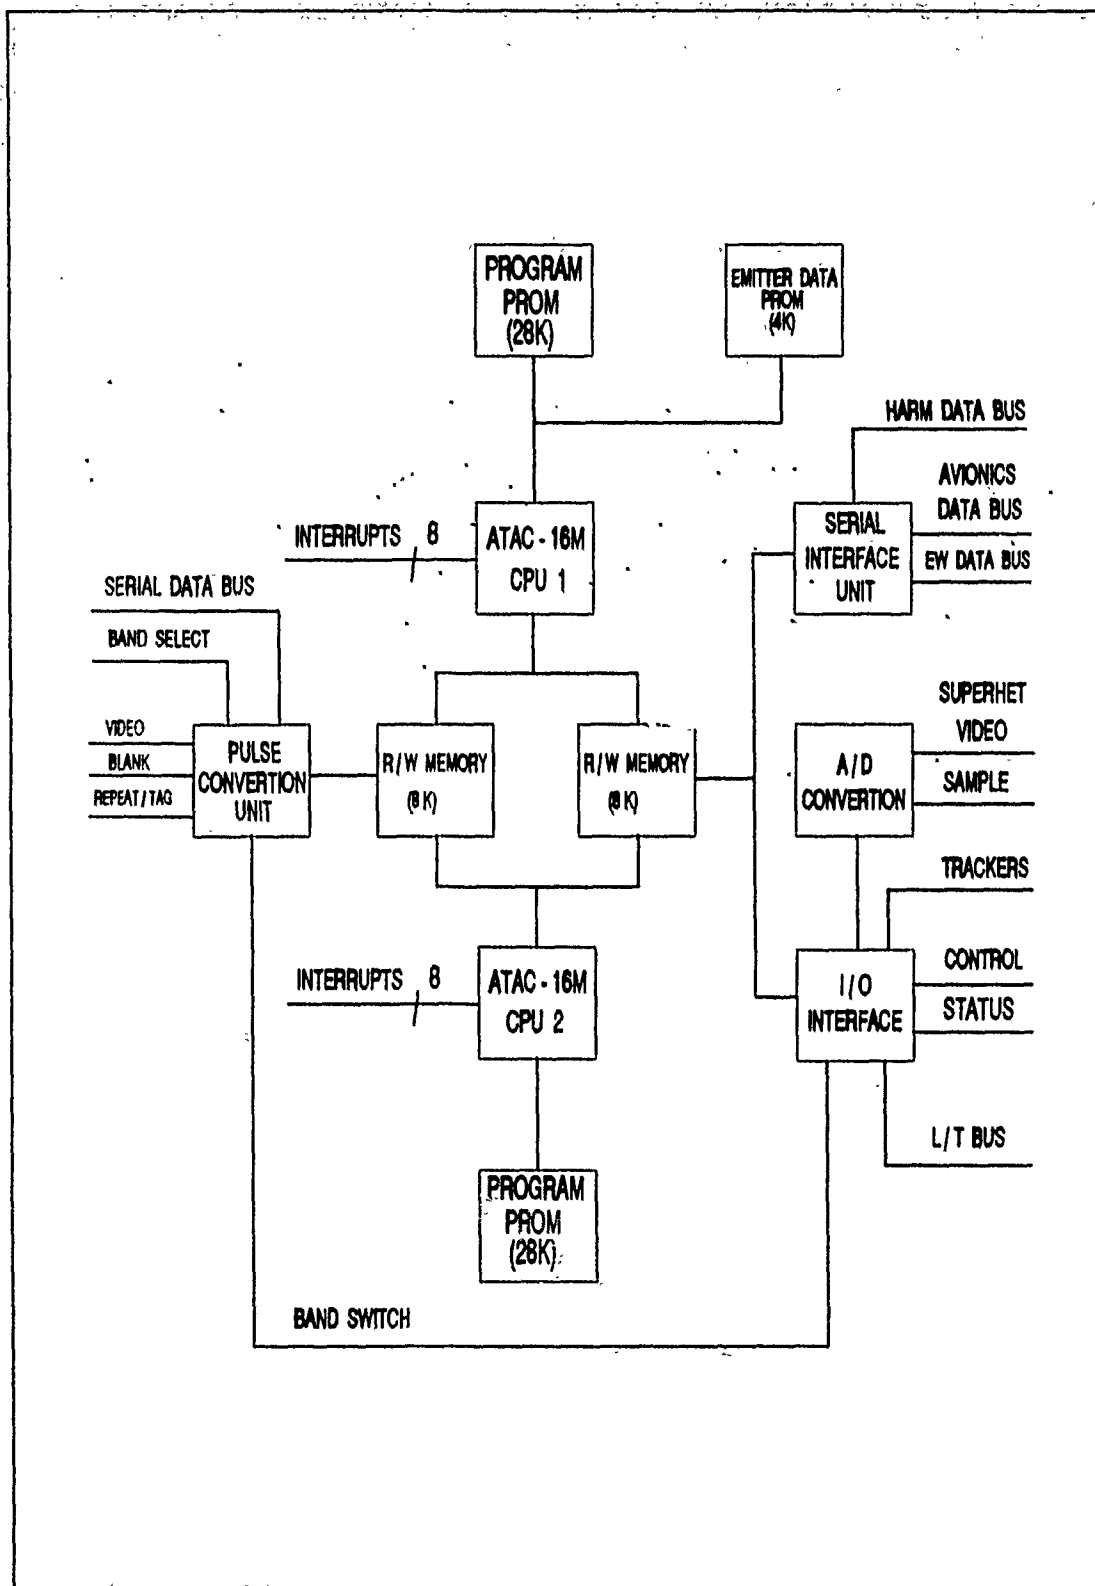 PROGRAM
PROM
(28K)
EMITTER DATA
PROM
(4K)
HARM DATA BUS
AVIONICS
DATA BUS
EW DATA BUS
SERIAL
INTERFACE
UNIT
INTERRUPTS 8
ATAC - 16M
CPU 1
SERIAL DATA BUS
BAND SELECT
VIDEO
BLANK
REPEAT/TAG
PULSE
CONVERTION
UNIT
R/W MEMORY
(8K)
R/W MEMORY
(8K)
SUPERHET
VIDEO
SAMPLE
A/D
CONVERTION
TRACKERS
CONTROL
STATUS
I/O
INTERFACE
INTERRUPTS 8
ATAC - 16M
CPU 2
L/T BUS
PROGRAM
PROM
(28K)
BAND SWITCH